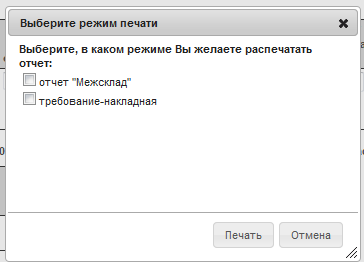 Выберите режим печати
Выберите, в каком режиме Вы желаете распечатать
отчет:
отчет "Межсклад"
требование-накладная
Печать
Отмена